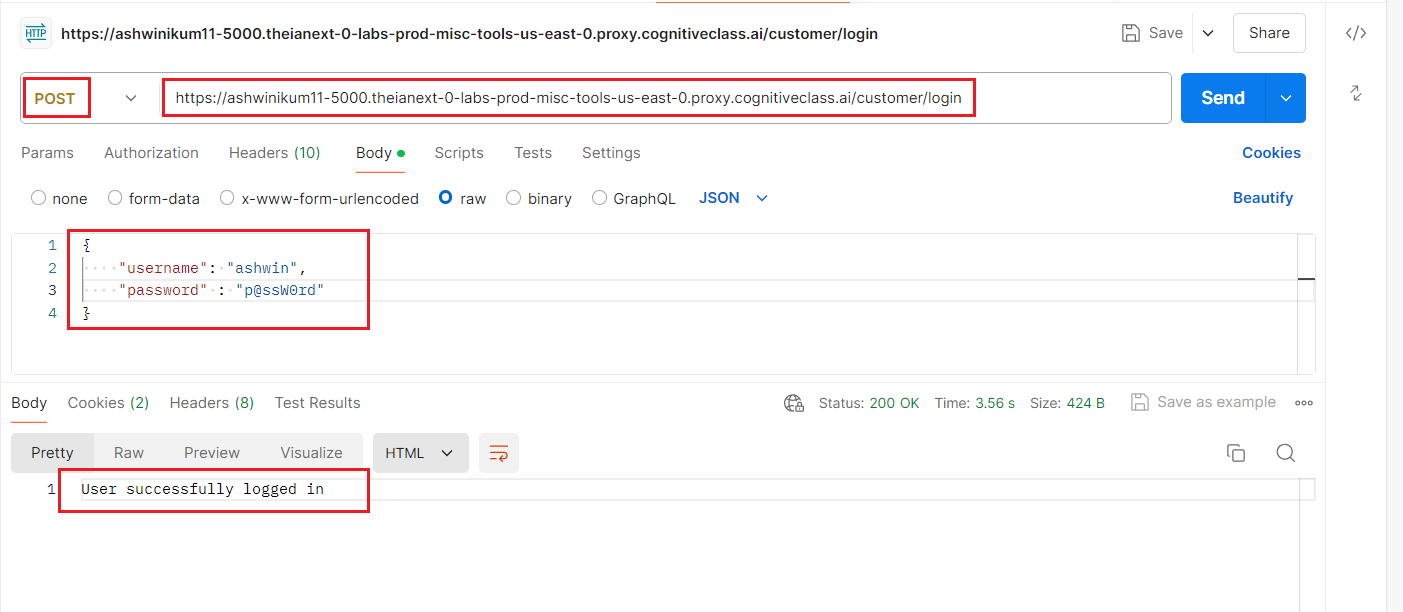 HTTP https://ashwinikum11-5000.theianext-0-labs-prod-misc-tools-us-east-0.proxy.cognitiveclass.ai/customer/login Save Share
POST https://ashwinikum11-5000.theianext-0-labs-prod-misc-tools-us-east-0.proxy.cognitiveclass.ai/customer/login Send
Params Authorization Headers (10) Body Scripts Tests Settings Cookies
none form-data x-www-form-urlencoded raw binary GraphQL JSON Beautify
1 {
2 "username": "ashwin",
3 "password" : "p@ssW0rd"
4 }
Body Cookies (2) Headers (8) Test Results Status: 200 OK Time: 3.56 s Size: 424 B Save as example
Pretty Raw Preview Visualize HTML
1 User successfully logged in